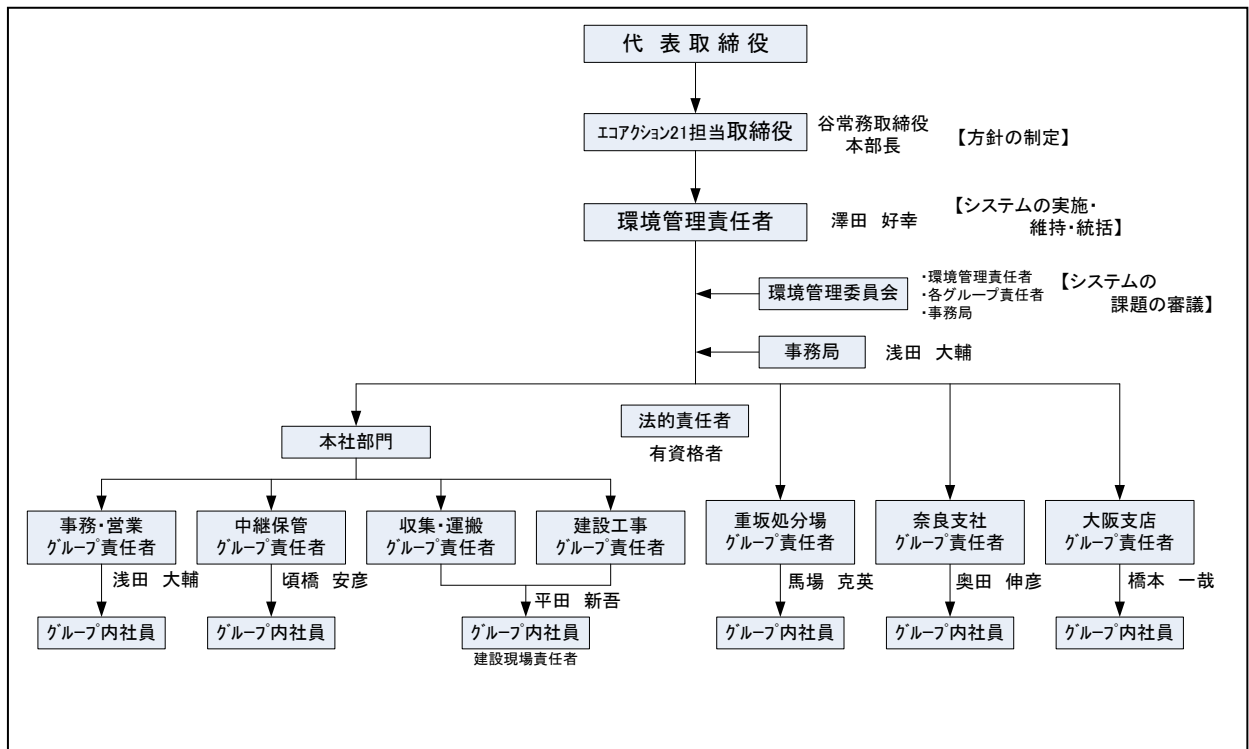 代 表 取 締 役
エコアクション21担当取締役
谷常務取締役
本部長
【方針の制定】
環境管理責任者
澤田 好幸
【システムの実施・
維持・統括】
環境管理委員会
・環境管理責任者
・各グループ責任者
・事務局
【システムの
課題の審議】
事務局
浅田 大輔
法的責任者
有資格者
本社部門
事務・営業
グループ責任者
中継保管
グループ責任者
収集・運搬
グループ責任者
建設工事
グループ責任者
重坂処分場
グループ責任者
奈良支社
グループ責任者
大阪支店
グループ責任者
浅田 大輔
頃橋 安彦
平田 新吾
馬場 克英
奥田 伸彦
橋本 一哉
グループ内社員
グループ内社員
グループ内社員
建設現場責任者
グループ内社員
グループ内社員
グループ内社員